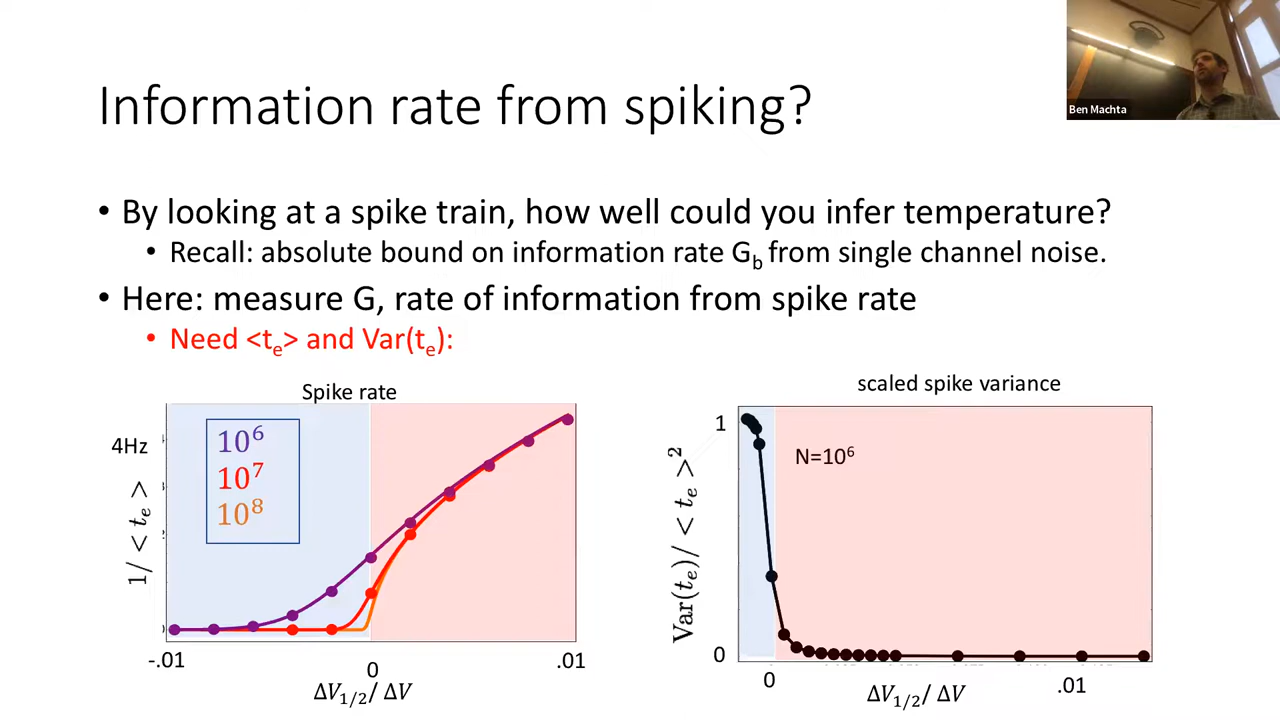 Ben Machta
Information rate from spiking?
• By looking at a spike train, how well could you infer temperature?
• Recall: absolute bound on information rate G_b from single channel noise.
• Here: measure G, rate of information from spike rate
• Need <t_e> and Var(t_e):
Spike rate
4Hz
10^6
10^7
10^8
1/ < t_e >
-.01
0
.01
ΔV_1/2/ ΔV
scaled spike variance
1
N=10^6
Var(t_e)/ < t_e >^2
0
0
.01
ΔV_1/2/ ΔV